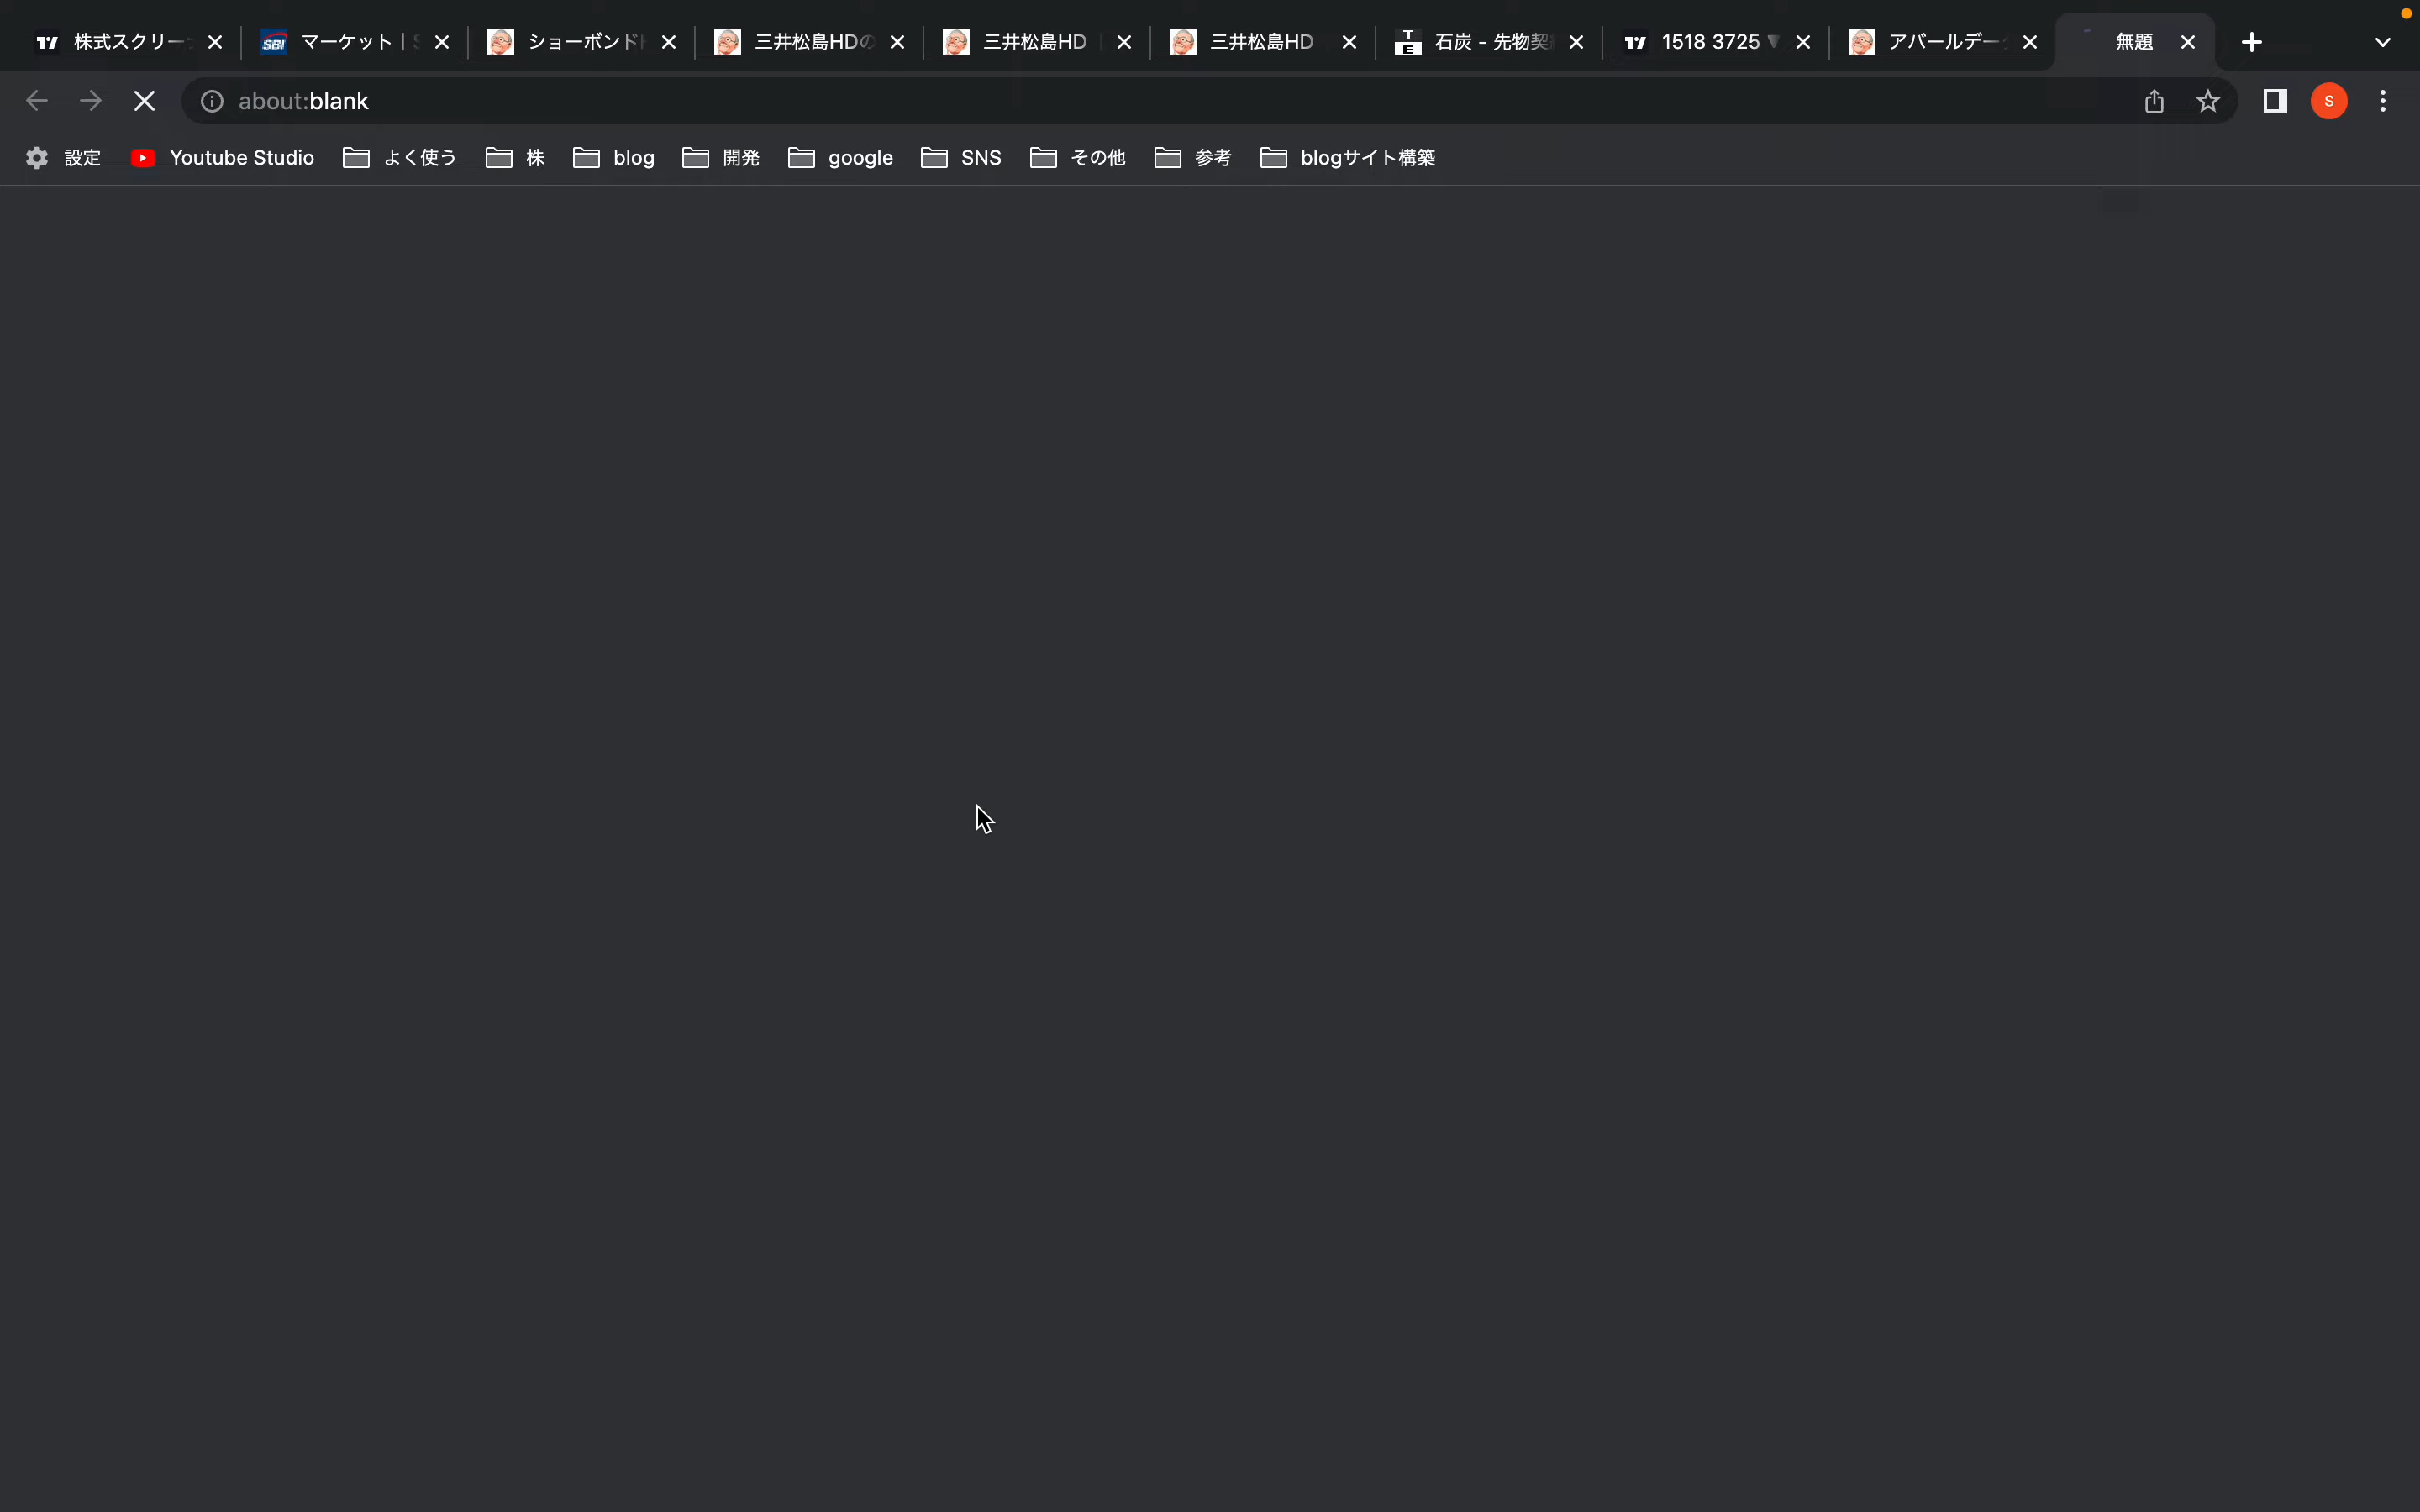 株式スクリー
SBI マーケット |
ショーボンド
三井松島HDの
三井松島HD
三井松島HD
TE 石炭 - 先物契
1518 3725 ▼
アバールデー
無題
about:blank
S
設定 Youtube Studio よく使う 株 blog 開発 google SNS その他 参考 blogサイト構築